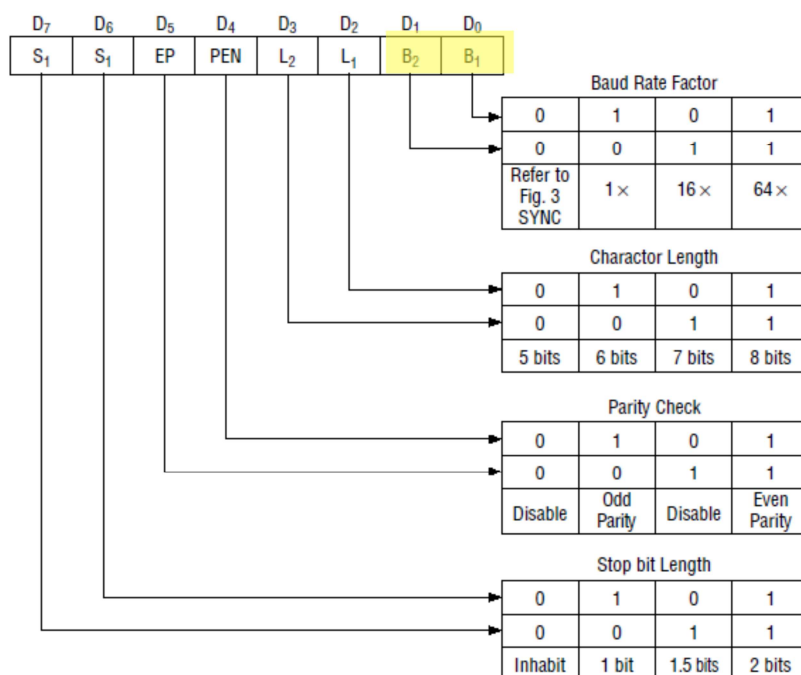 D₇ D₆ D₅ D₄ D₃ D₂ D₁ D₀
S₁ S₁ EP PEN L₂ L₁ B₂ B₁
Baud Rate Factor
0 1 0 1
0 0 1 1
Refer to
Fig. 3
SYNC
1 × 16 × 64 ×
Charactor Length
0 1 0 1
0 0 1 1
5 bits 6 bits 7 bits 8 bits
Parity Check
0 1 0 1
0 0 1 1
Disable Odd
Parity Disable Even
Parity
Stop bit Length
0 1 0 1
0 0 1 1
Inhabit 1 bit 1.5 bits 2 bits